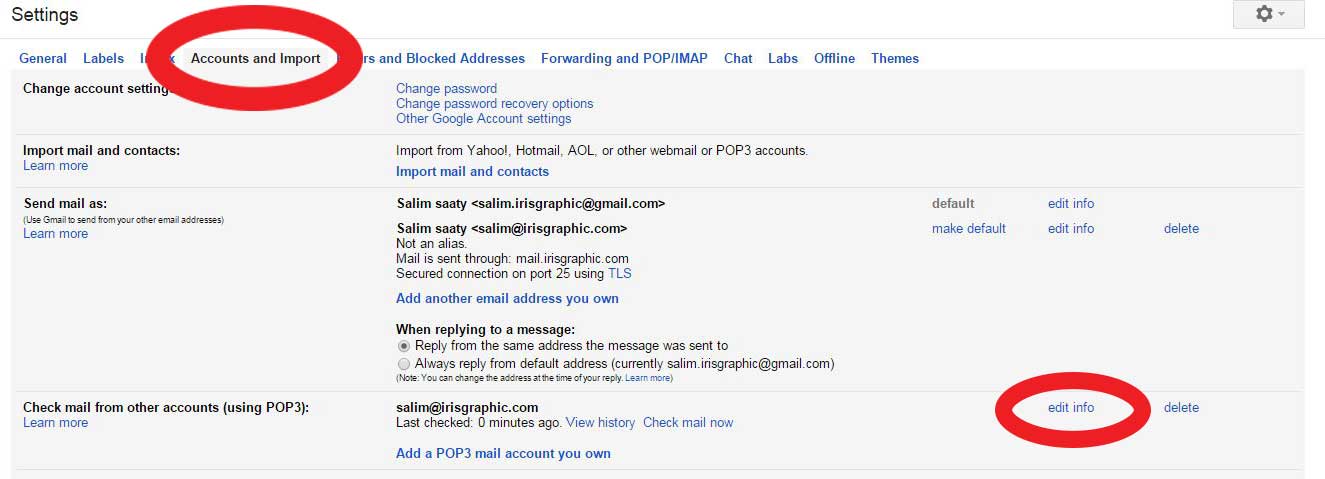 Settings
General Labels Accounts and Import and Blocked Addresses Forwarding and POP/IMAP Chat Labs Offline Themes
Change account Change password
Change password recovery options
Other Google Account settings
Import mail and contacts: Import from Yahoo!, Hotmail, AOL, or other webmail or POP3 accounts.
Learn more Import mail and contacts
Send mail as: Salim saaty <salim.irisgraphic@gmail.com> default edit info
(Use Gmail to send from your other email addresses)
Learn more Salim saaty <salim@irisgraphic.com> make default edit info delete
Not an alias.
Mail is sent through: mail.irisgraphic.com
Secured connection on port 25 using TLS
Add another email address you own
When replying to a message:
Reply from the same address the message was sent to
Always reply from default address (currently salim.irisgraphic@gmail.com)
(Note: You can change the address at the time of your reply. Learn more)
Check mail from other accounts (using POP3): salim@irisgraphic.com edit info delete
Learn more Last checked: 0 minutes ago. View history Check mail now
Add a POP3 mail account you own